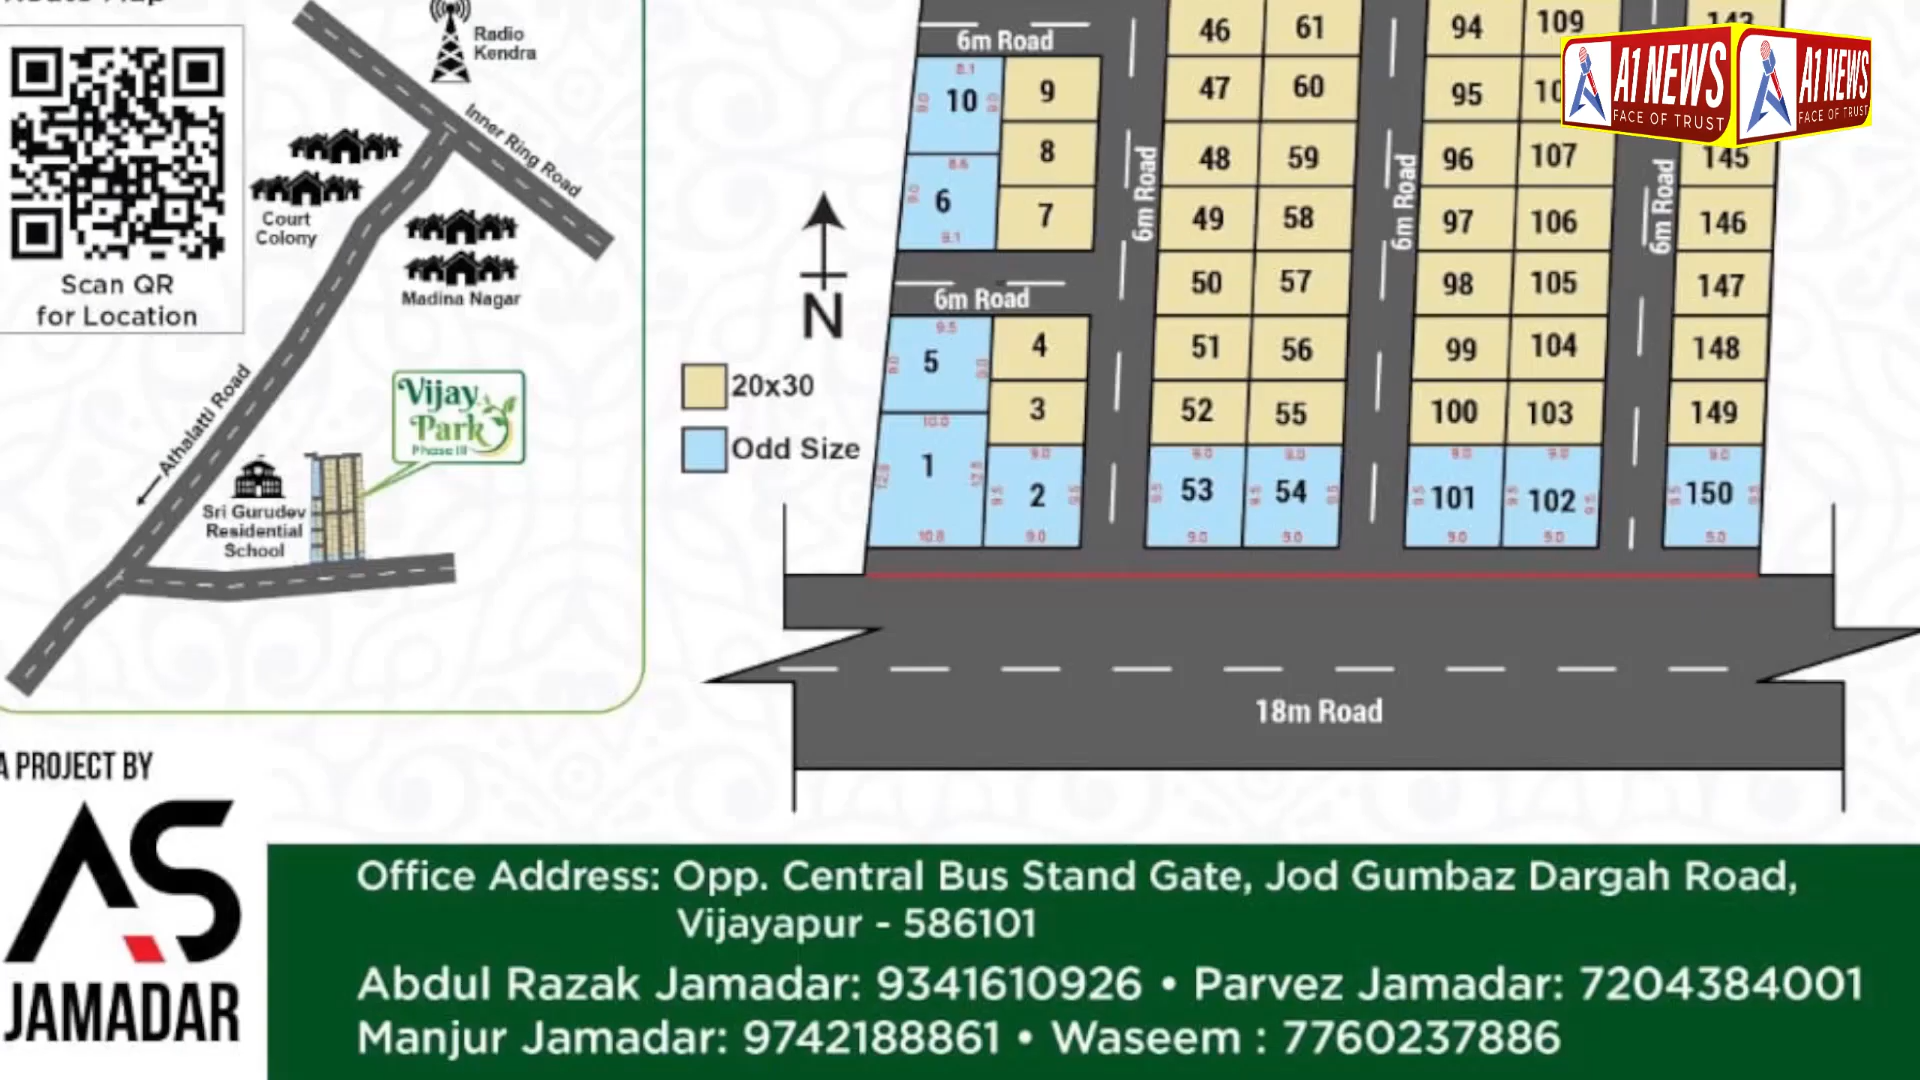 Scan QR
for Location
Radio
Kendra
Inner Ring Road
Court
Colony
Madina Nagar
Athalatti Road
Vijay
Park
Phase III
Sri Gurudev
Residential
School
N
20x30
Odd Size
6m Road
46 61
94 109
10 9
47 60
95
8
48 59
96 107
145
6 7
49 58
97 106
146
6m Road
6m Road
6m Road
6m Road
50 57
98 105
147
5 4
51 56
99 104
148
3
52 55
100 103
149
1 2
53 54
101 102
150
18m Road
A1 NEWS
FACE OF TRUST
A1 NEWS
FACE OF TRUST
A PROJECT BY
AS
JAMADAR
Office Address: Opp. Central Bus Stand Gate, Jod Gumbaz Dargah Road,
Vijayapur - 586101
Abdul Razak Jamadar: 9341610926 • Parvez Jamadar: 7204384001
Manjur Jamadar: 9742188861 • Waseem : 7760237886